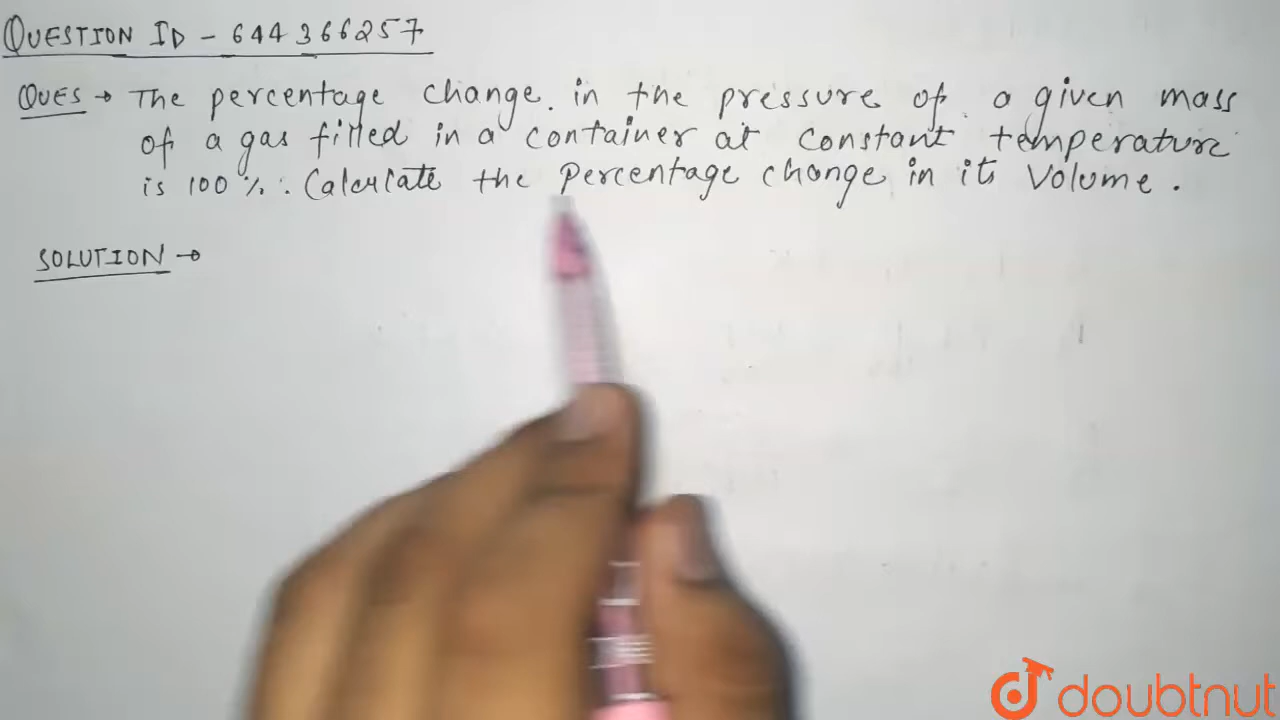 QUESTION ID - 644366257
QUES → The percentage change in the pressure of a given mass
of a gas filled in a container at constant temperature
is 100 %. Calculate the percentage change in its volume.
SOLUTION →
doubtnut